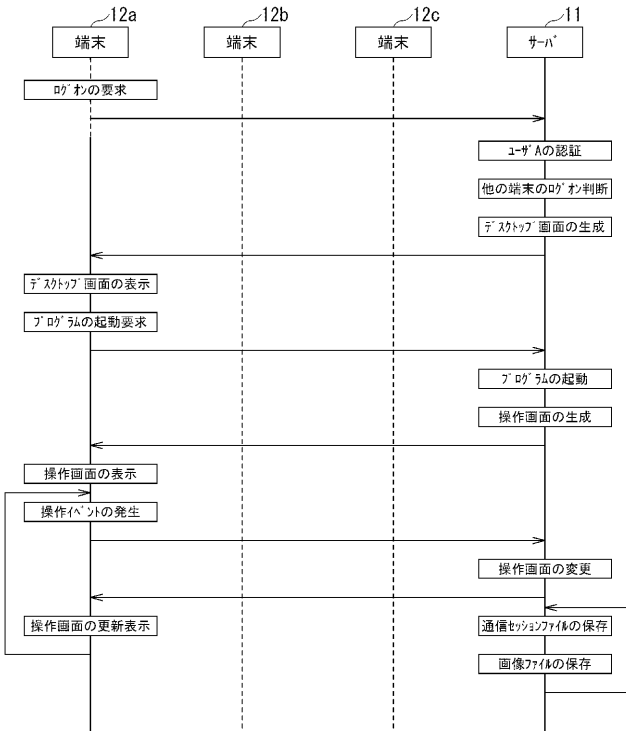 12a
12b
12c
11
端末
端末
端末
ｻｰﾊﾞ
ﾛｸﾞｵﾝの要求
ﾕｰｻﾞAの認証
他の端末のﾛｸﾞｵﾝ判断
ﾃﾞｽｸﾄｯﾌﾟ画面の生成
ﾃﾞｽｸﾄｯﾌﾟ画面の表示
ﾌﾟﾛｸﾞﾗﾑの起動要求
ﾌﾟﾛｸﾞﾗﾑの起動
操作画面の生成
操作画面の表示
操作ｲﾍﾞﾝﾄの発生
操作画面の変更
操作画面の更新表示
通信ｾｯｼｮﾝﾌｧｲﾙの保存
画像ﾌｧｲﾙの保存